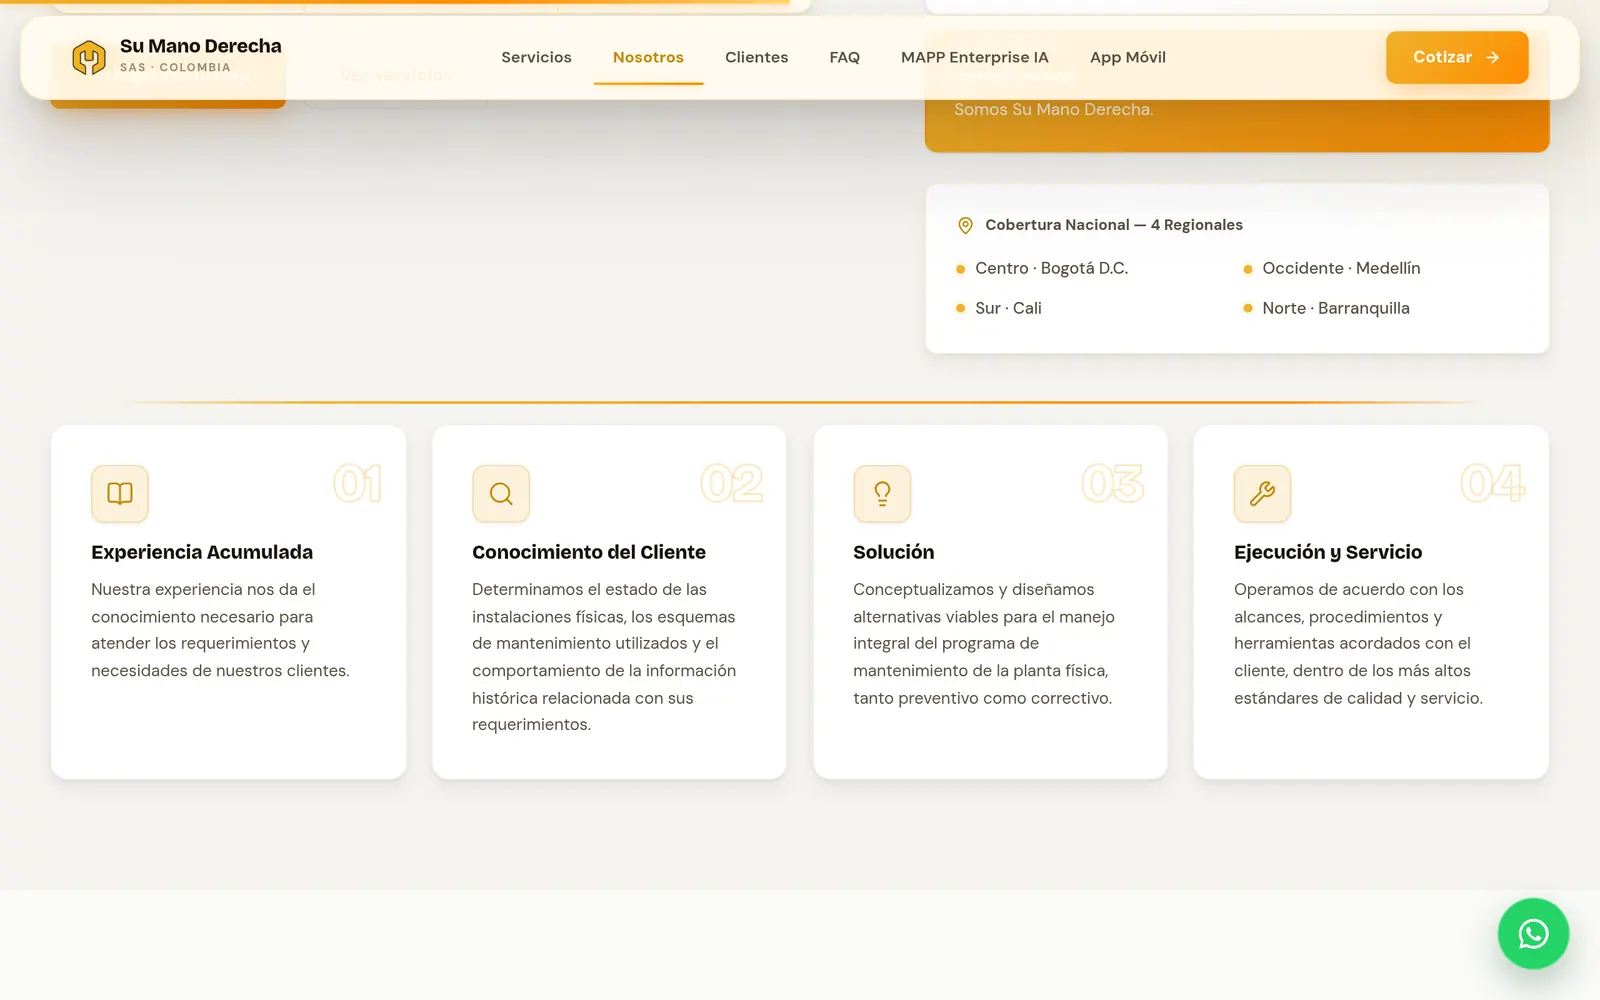 Su Mano Derecha
SAS · COLOMBIA
Servicios
Nosotros
Clientes
FAQ
MAPP Enterprise IA
App Móvil
Cotizar
Ver servicios
Somos Su Mano Derecha.
Cobertura Nacional — 4 Regionales
Centro · Bogotá D.C.
Occidente · Medellín
Sur · Cali
Norte · Barranquilla
01
Experiencia Acumulada
Nuestra experiencia nos da el
conocimiento necesario para
atender los requerimientos y
necesidades de nuestros clientes.
02
Conocimiento del Cliente
Determinamos el estado de las
instalaciones físicas, los esquemas
de mantenimiento utilizados y el
comportamiento de la información
histórica relacionada con sus
requerimientos.
03
Solución
Conceptualizamos y diseñamos
alternativas viables para el manejo
integral del programa de
mantenimiento de la planta física,
tanto preventivo como correctivo.
04
Ejecución y Servicio
Operamos de acuerdo con los
alcances, procedimientos y
herramientas acordados con el
cliente, dentro de los más altos
estándares de calidad y servicio.